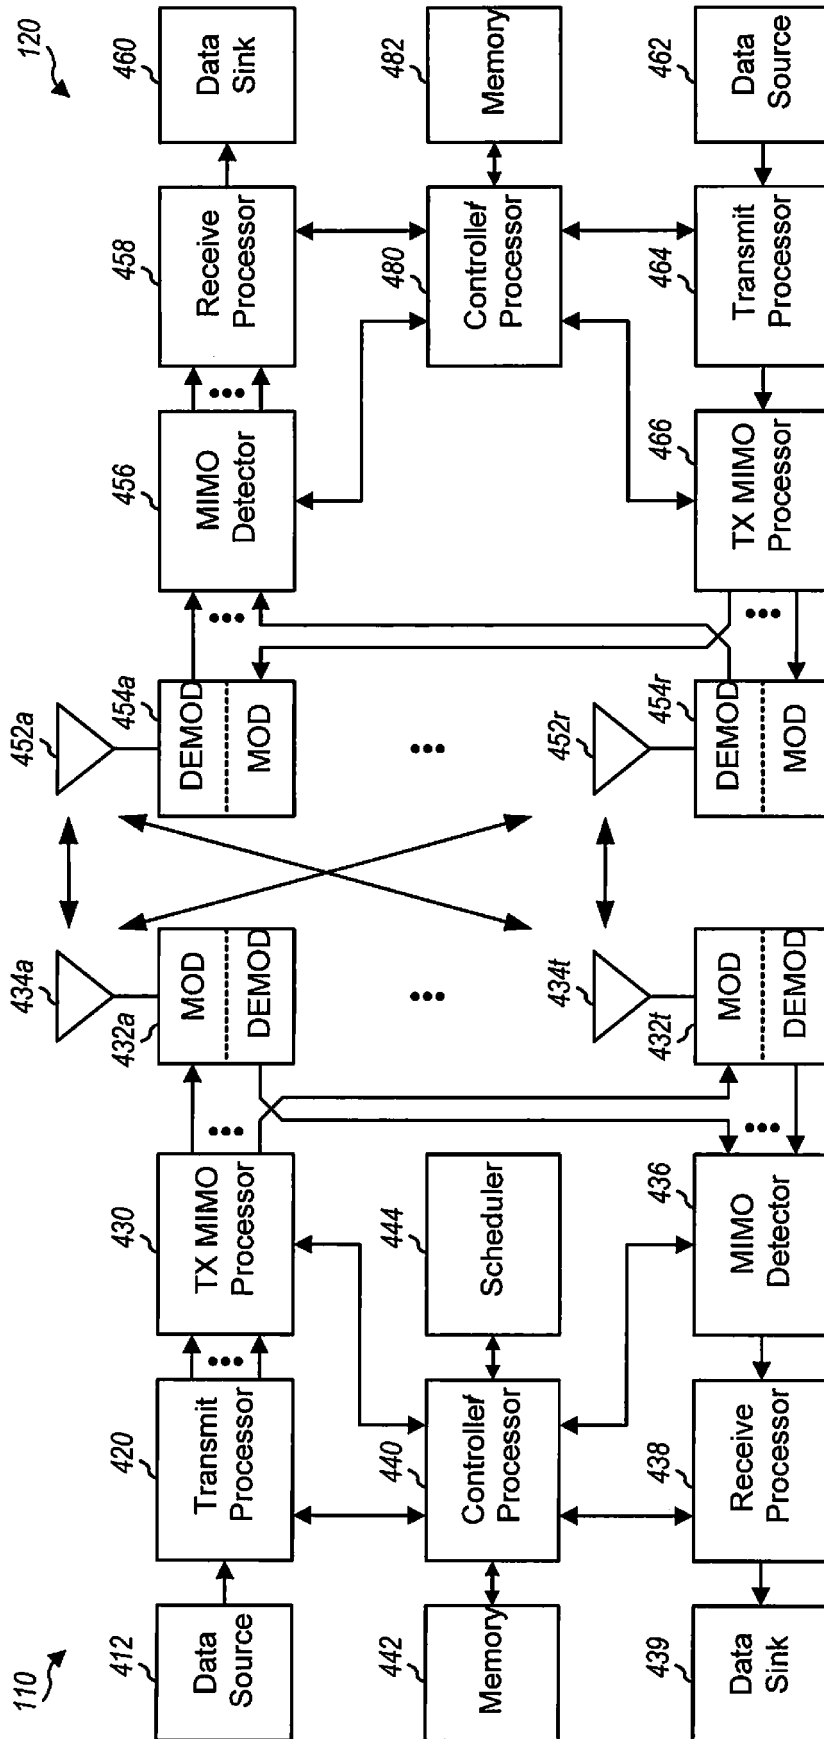 110
120
412
Data
Source
420
Transmit
Processor
430
TX MIMO
Processor
432a
MOD
DEMOD
434a
452a
454a
DEMOD
MOD
456
MIMO
Detector
458
Receive
Processor
460
Data
Sink
442
Memory
440
Controller/
Processor
444
Scheduler
480
Controller/
Processor
482
Memory
439
Data
Sink
438
Receive
Processor
436
MIMO
Detector
432t
MOD
DEMOD
434t
452r
454r
DEMOD
MOD
466
TX MIMO
Processor
464
Transmit
Processor
462
Data
Source